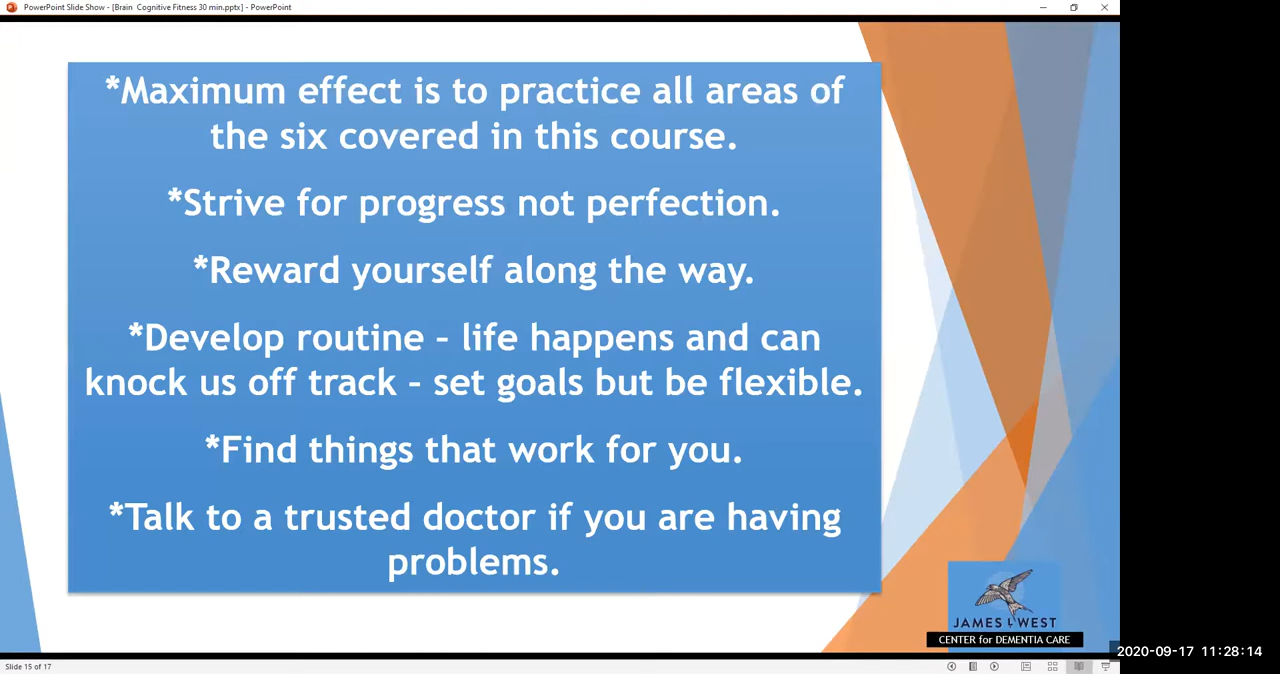 PowerPoint Slide Show - [Brain  Cognitive Fitness 30 min.pptx] - PowerPoint
*Maximum effect is to practice all areas of
the six covered in this course.
*Strive for progress not perfection.
*Reward yourself along the way.
*Develop routine – life happens and can
knock us off track – set goals but be flexible.
*Find things that work for you.
*Talk to a trusted doctor if you are having
problems.
JAMES L WEST
CENTER for DEMENTIA CARE
2020-09-17 11:28:14
Slide 15 of 17